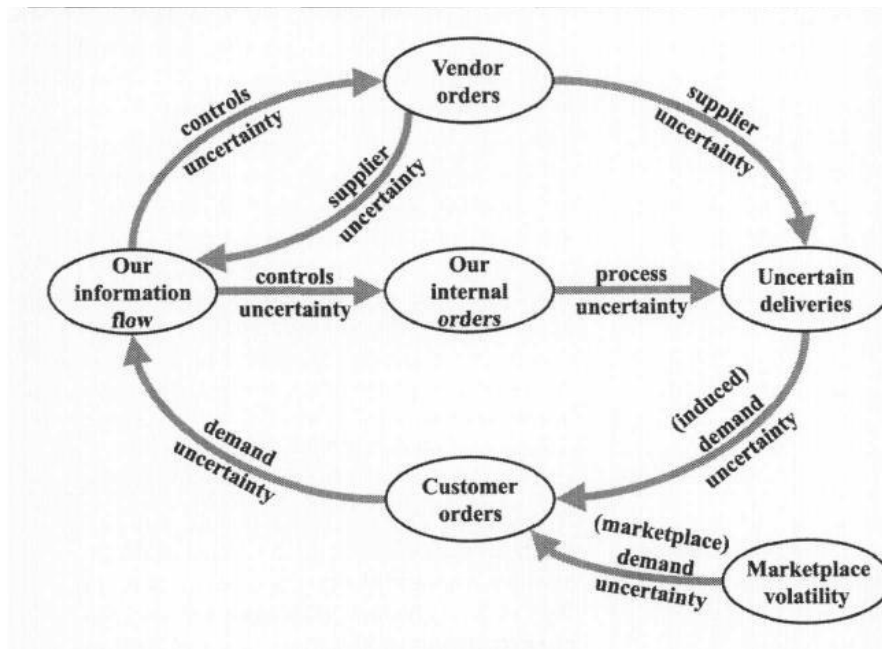 Vendor
orders
controls
uncertainty
supplier
uncertainty
supplier
uncertainty
Our
information
flow
controls
uncertainty
Our
internal
orders
process
uncertainty
Uncertain
deliveries
(induced)
demand
uncertainty
demand
uncertainty
Customer
orders
(marketplace)
demand
uncertainty
Marketplace
volatility